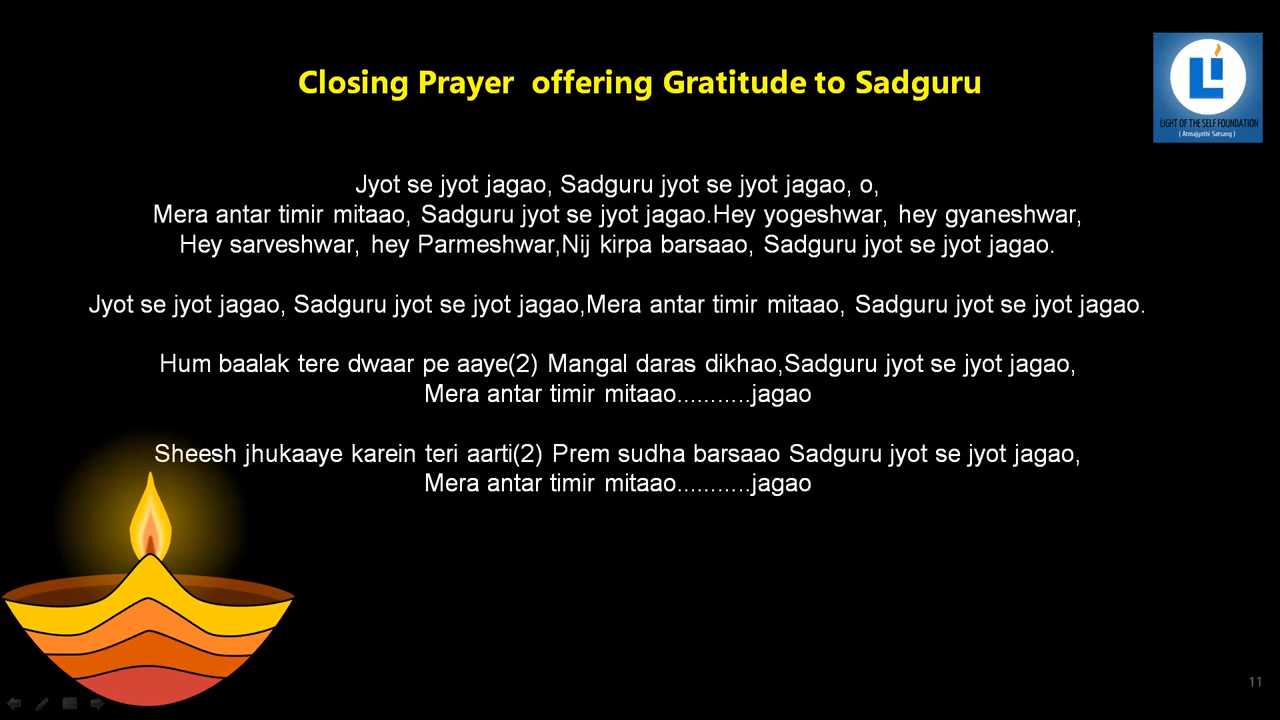 Closing Prayer  offering Gratitude to Sadguru
LI
LIGHT OF THE SELF FOUNDATION
( Atmajyothi Satsang )
Jyot se jyot jagao, Sadguru jyot se jyot jagao, o,
Mera antar timir mitaao, Sadguru jyot se jyot jagao.Hey yogeshwar, hey gyaneshwar,
Hey sarveshwar, hey Parmeshwar,Nij kirpa barsaao, Sadguru jyot se jyot jagao.
Jyot se jyot jagao, Sadguru jyot se jyot jagao,Mera antar timir mitaao, Sadguru jyot se jyot jagao.
Hum baalak tere dwaar pe aaye(2) Mangal daras dikhao,Sadguru jyot se jyot jagao,
Mera antar timir mitaao...........jagao
Sheesh jhukaaye karein teri aarti(2) Prem sudha barsaao Sadguru jyot se jyot jagao,
Mera antar timir mitaao...........jagao
11